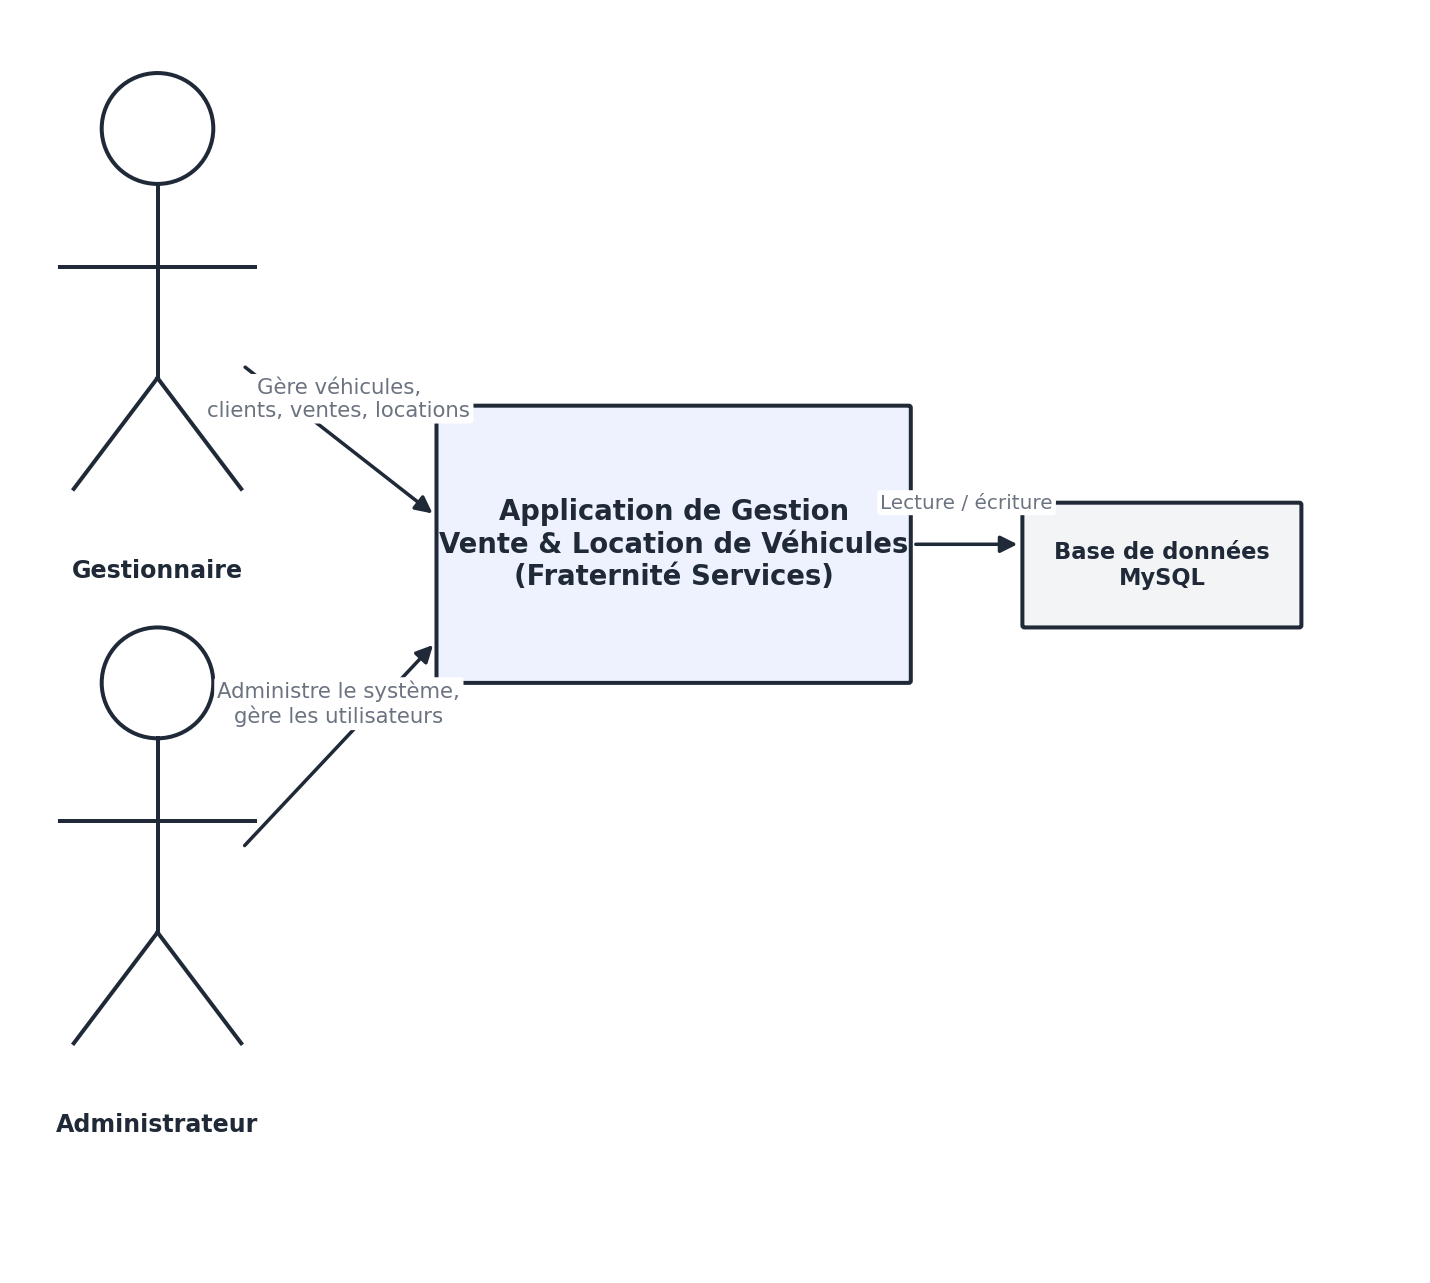 Gère véhicules,
clients, ventes, locations
Application de Gestion
Vente & Location de Véhicules
(Fraternité Services)
Lecture / écriture
Base de données
MySQL
Gestionnaire
Administre le système,
gère les utilisateurs
Administrateur